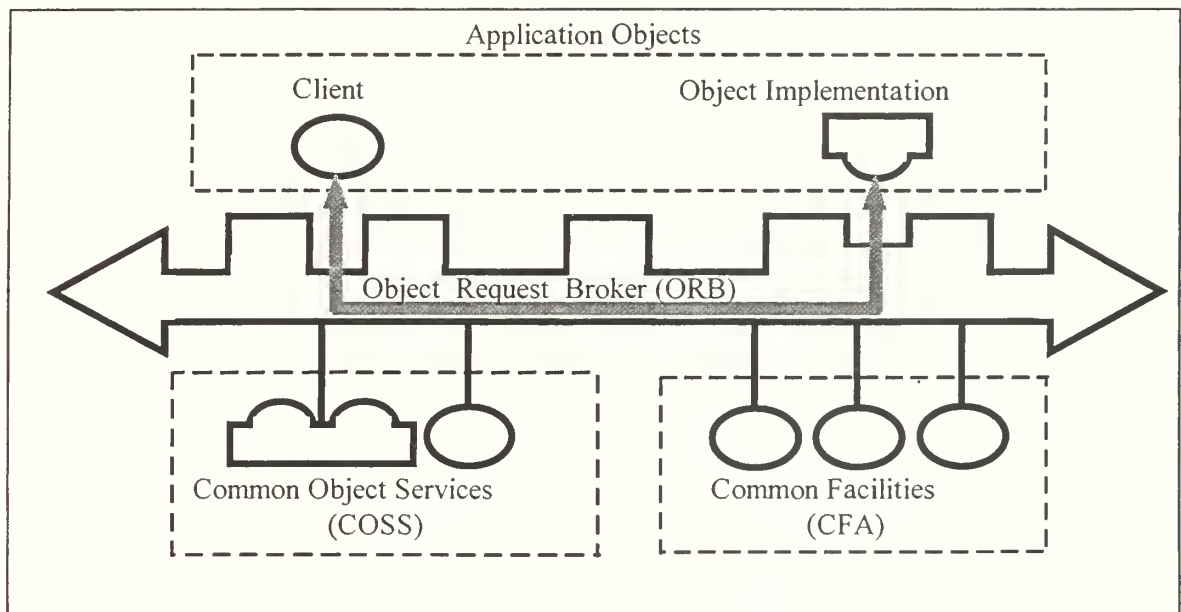 Application Objects
Client
Object Implementation
Object Request Broker (ORB)
Common Object Services
(COSS)
Common Facilities
(CFA)